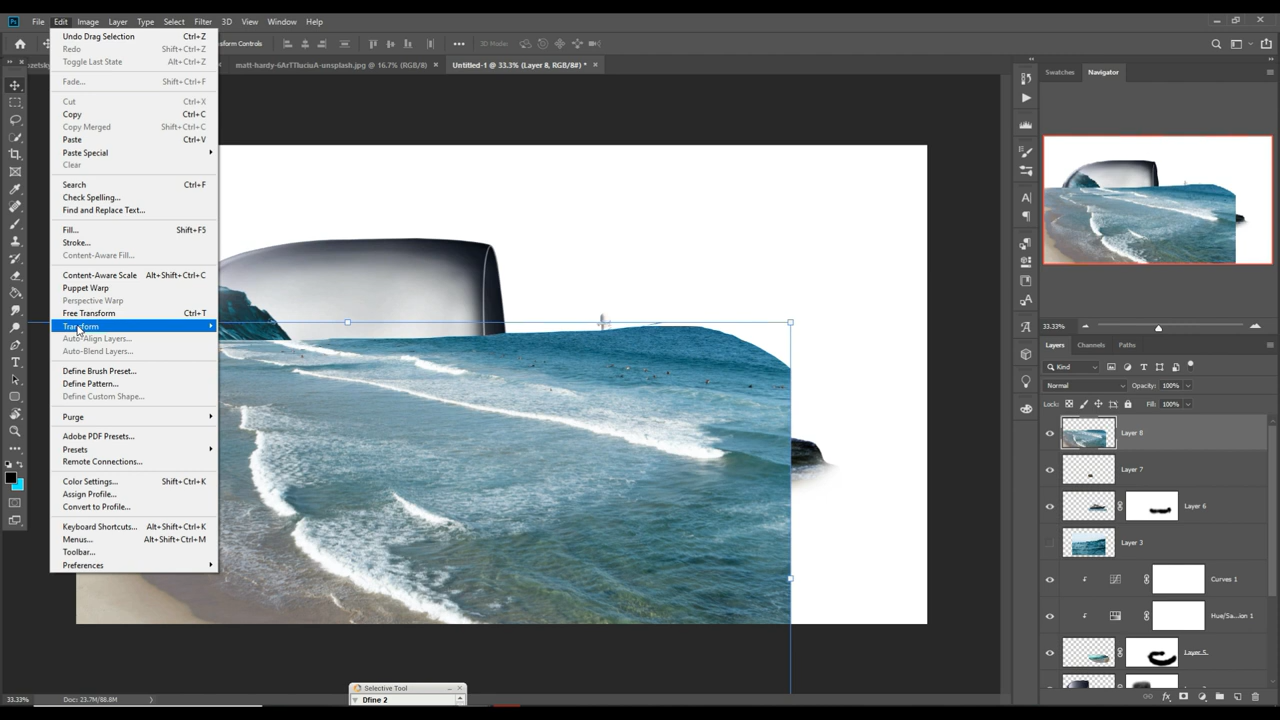 Ps File Edit Image Layer Type Select Filter 3D View Window Help
Transform Controls 3D Mode:
matt-hardy-6ArTTluciuA-unsplash.jpg @ 16.7% (RGB/8) × Untitled-1 @ 33.3% (Layer 8, RGB/8#) * ×
Undo Drag Selection Ctrl+Z
Redo Shift+Ctrl+Z
Toggle Last State Alt+Ctrl+Z
Fade... Shift+Ctrl+F
Cut Ctrl+X
Copy Ctrl+C
Copy Merged Shift+Ctrl+C
Paste Ctrl+V
Paste Special
Clear
Search Ctrl+F
Check Spelling...
Find and Replace Text...
Fill... Shift+F5
Stroke...
Content-Aware Fill...
Content-Aware Scale Alt+Shift+Ctrl+C
Puppet Warp
Perspective Warp
Free Transform Ctrl+T
Transform
Auto-Align Layers...
Auto-Blend Layers...
Define Brush Preset...
Define Pattern...
Define Custom Shape...
Purge
Adobe PDF Presets...
Presets
Remote Connections...
Color Settings... Shift+Ctrl+K
Assign Profile...
Convert to Profile...
Keyboard Shortcuts... Alt+Shift+Ctrl+K
Menus... Alt+Shift+Ctrl+M
Toolbar...
Preferences
Swatches Navigator
33.33%
Layers Channels Paths
Kind
Normal Opacity: 100%
Lock: Fill: 100%
Layer 8
Layer 7
Layer 6
Layer 3
Curves 1
Hue/Sa...ion 1
Layer 5
33.33% Doc: 23.7M/88.8M
Selective Tool
Dfine 2